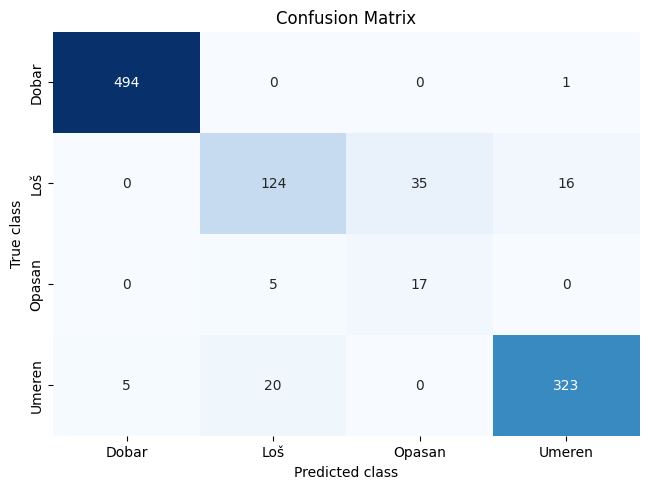 Confusion Matrix
Dobar 494 0 0 1
Loš 0 124 35 16
Opasan 0 5 17 0
Umeren 5 20 0 323
Dobar Loš Opasan Umeren
True class
Predicted class